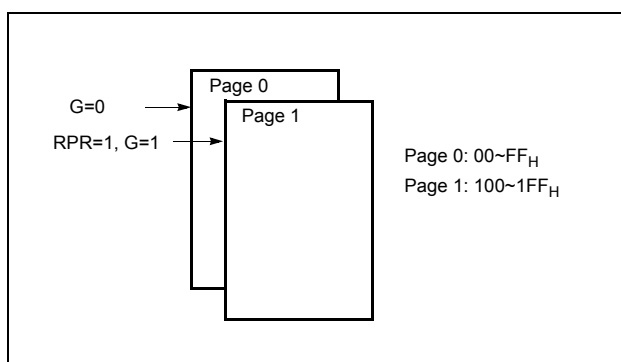 Page 0
G=0
Page 1
RPR=1, G=1
Page 0: 00~FFH
Page 1: 100~1FFH